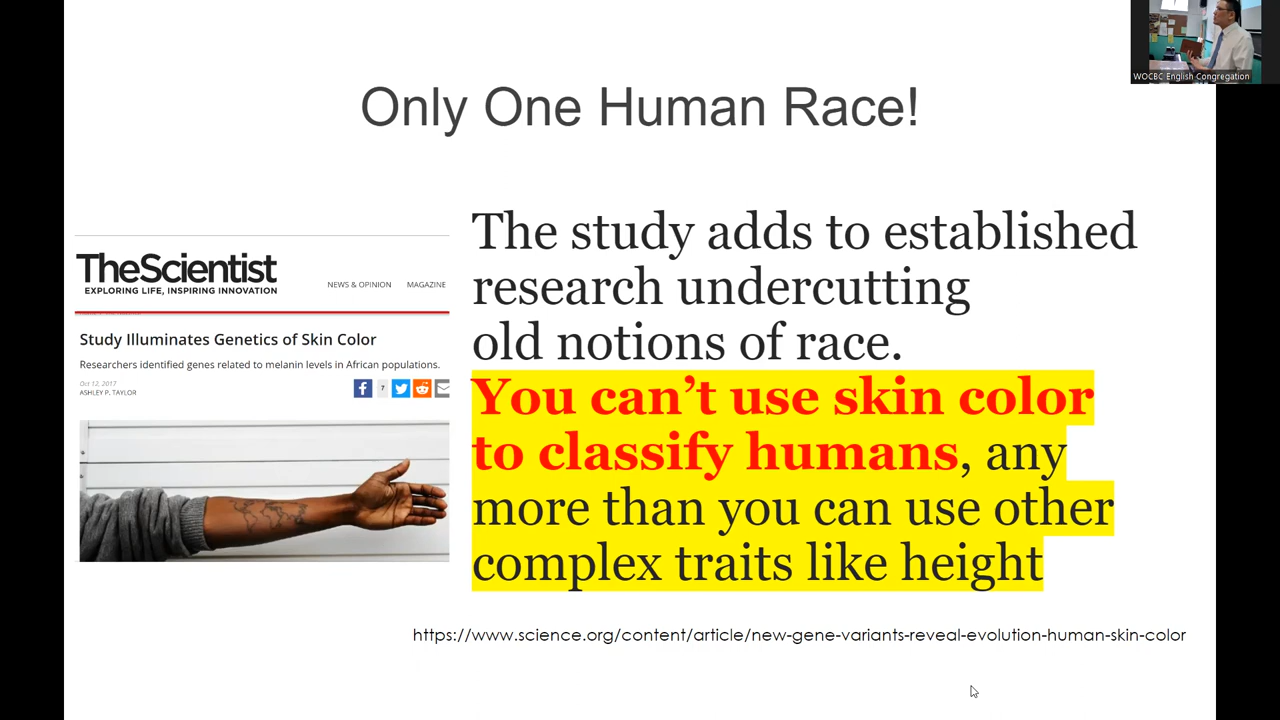 WOCBC English Congregation
Only One Human Race!
TheScientist
EXPLORING LIFE, INSPIRING INNOVATION
NEWS & OPINION
MAGAZINE
Study Illuminates Genetics of Skin Color
Researchers identified genes related to melanin levels in African populations.
Oct 12, 2017
ASHLEY P. TAYLOR
7
The study adds to established
research undercutting
old notions of race.
You can’t use skin color
to classify humans, any
more than you can use other
complex traits like height
https://www.science.org/content/article/new-gene-variants-reveal-evolution-human-skin-color